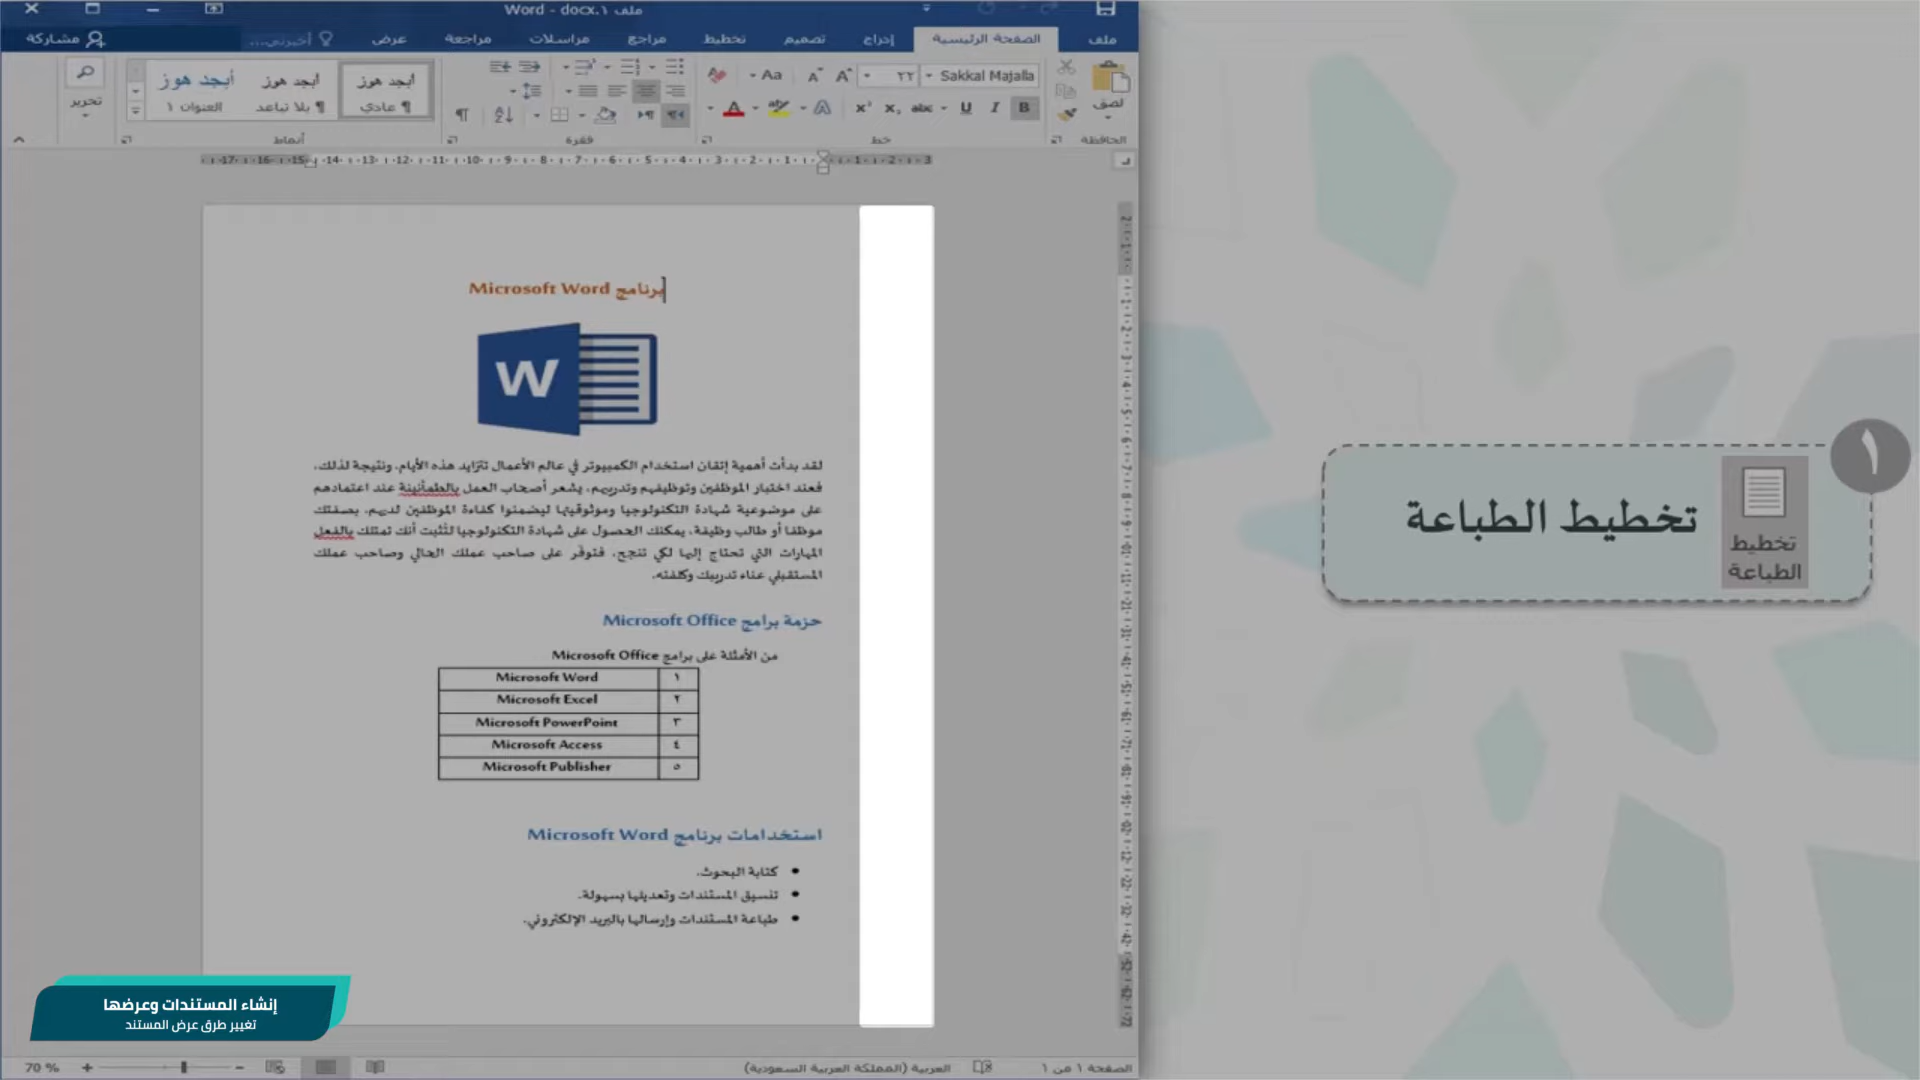 ملف ١.docx - Word
ملف
الصفحة الرئيسية
إدراج
تصميم
تخطيط
مراجع
مراسلات
مراجعة
عرض
أخبرني...
مشاركة
لصق
الحافظة
Sakkal Majalla
٢٢
خط
فقرة
أبجد هوز
عادي
أبجد هوز
بلا تباعد
أبجد هوز
العنوان ١
أنماط
تحرير
برنامج Microsoft Word
W
لقد بدأت أهمية إتقان استخدام الكمبيوتر في عالم الأعمال تتزايد هذه الأيام. ونتيجة لذلك،
فعند اختبار الموظفين وتوظيفهم وتدريبهم، يشعر أصحاب العمل بالطمأنينة عند اعتمادهم
على موضوعية شهادة التكنولوجيا وموثوقيتها ليضمنوا كفاءة الموظفين لديهم. بصفتك
موظفا أو طالب وظيفة، يمكنك الحصول على شهادة التكنولوجيا لتُثبت أنك تمتلك بالفعل
المهارات التي تحتاج إليها لكي تنجح، فتوفّر على صاحب عملك الحالي وصاحب عملك
المستقبلي عناء تدريبك وكلفته.
حزمة برامج Microsoft Office
من الأمثلة على برامج Microsoft Office
١ Microsoft Word
٢ Microsoft Excel
٣ Microsoft PowerPoint
٤ Microsoft Access
٥ Microsoft Publisher
استخدامات برنامج Microsoft Word
• كتابة البحوث.
• تنسيق المستندات وتعديلها بسهولة.
• طباعة المستندات وإرسالها بالبريد الإلكتروني.
الصفحة ١ من ١
العربية (المملكة العربية السعودية)
70 %
١
تخطيط الطباعة
تخطيط
الطباعة
إنشاء المستندات وعرضها
تغيير طرق عرض المستند